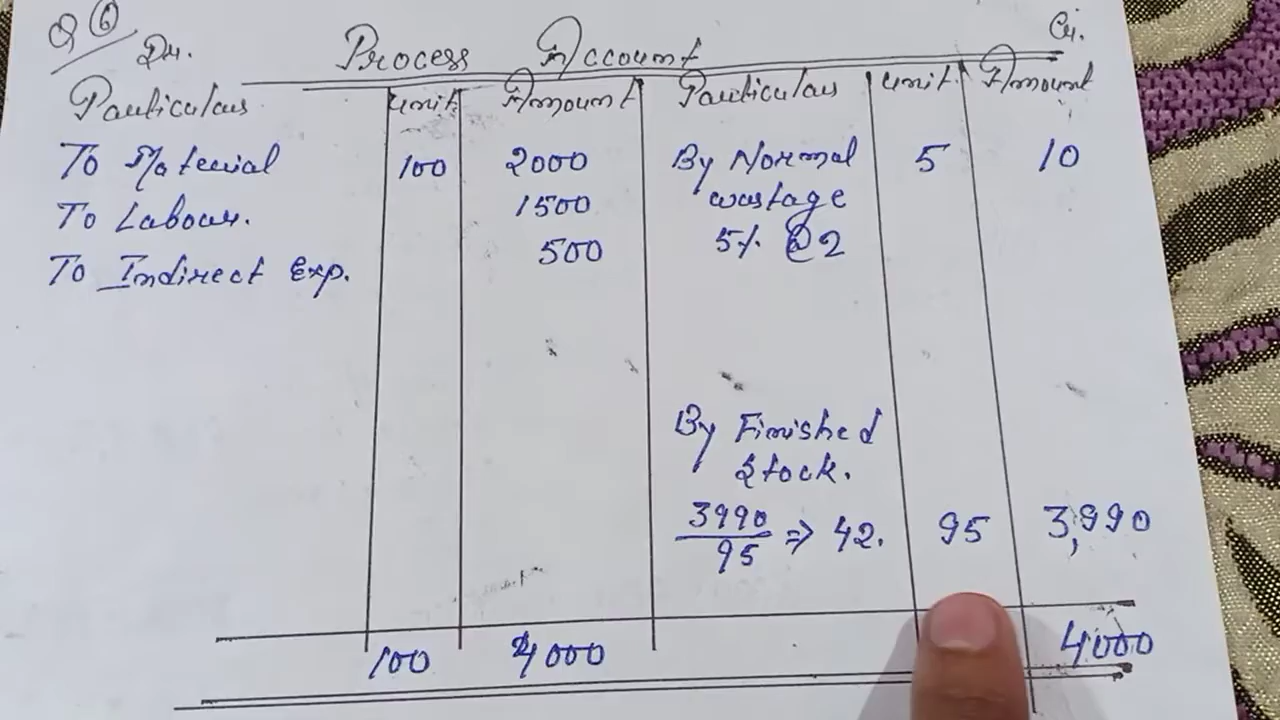 Q 6
Dr. Process Account Cr.
Particulars unit Amount Particulars unit Amount
To Material 100 2000 By Normal 5 10
To Labour. 1500 wastage
To Indirect Exp. 500 5% @2
By Finished
Stock.
3990/95 ⇒ 42. 95 3,990
100 4000 4000